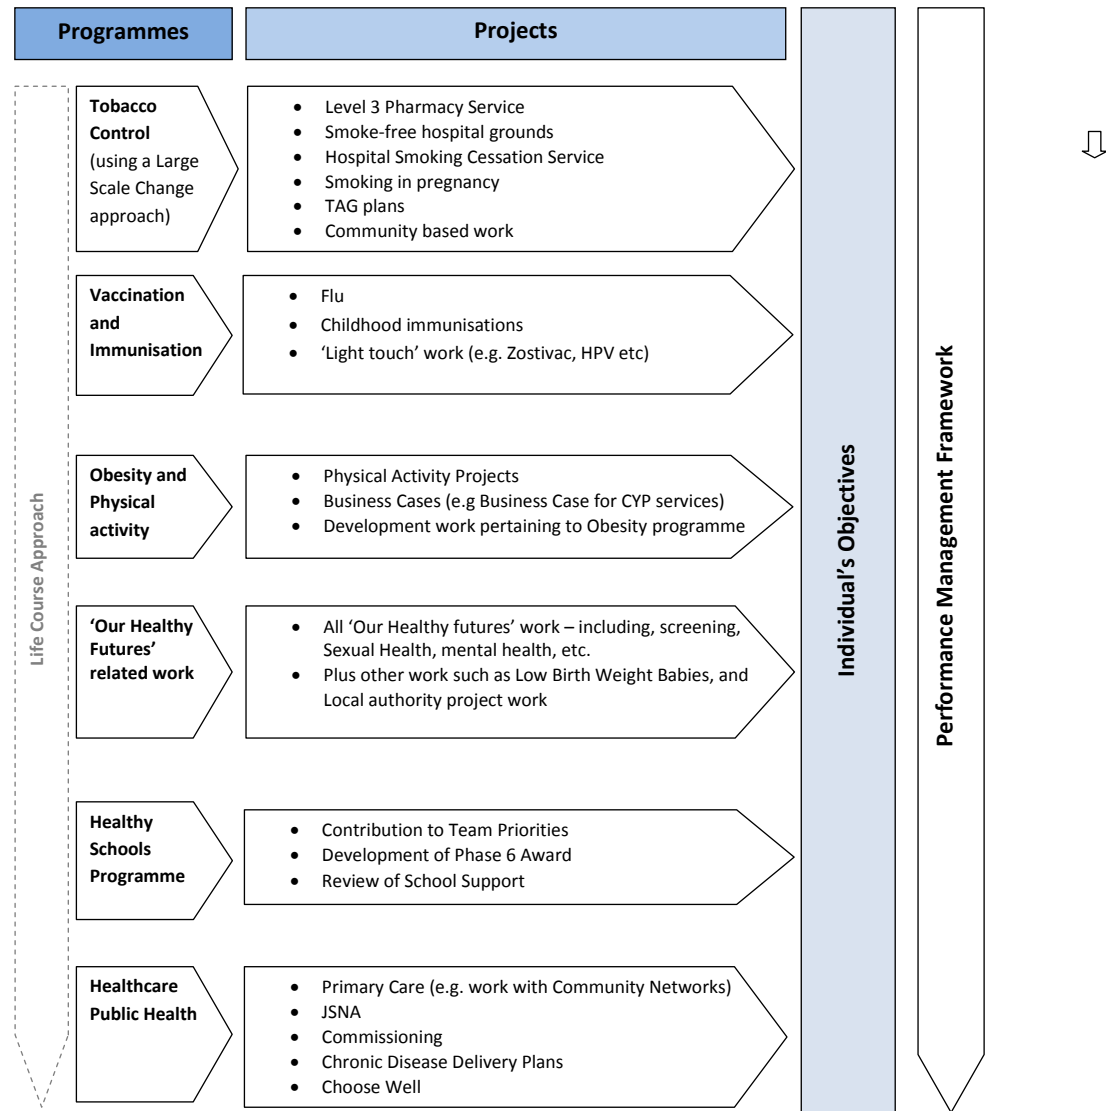 Programmes
Projects
Life Course Approach
Tobacco
Control
(using a Large
Scale Change
approach)
• Level 3 Pharmacy Service
• Smoke-free hospital grounds
• Hospital Smoking Cessation Service
• Smoking in pregnancy
• TAG plans
• Community based work
Vaccination
and
Immunisation
• Flu
• Childhood immunisations
• ‘Light touch’ work (e.g. Zostivac, HPV etc)
Obesity and
Physical
activity
• Physical Activity Projects
• Business Cases (e.g Business Case for CYP services)
• Development work pertaining to Obesity programme
‘Our Healthy
Futures’
related work
• All ‘Our Healthy futures’ work – including, screening,
Sexual Health, mental health, etc.
• Plus other work such as Low Birth Weight Babies, and
Local authority project work
Healthy
Schools
Programme
• Contribution to Team Priorities
• Development of Phase 6 Award
• Review of School Support
Healthcare
Public Health
• Primary Care (e.g. work with Community Networks)
• JSNA
• Commissioning
• Chronic Disease Delivery Plans
• Choose Well
Individual’s Objectives
Performance Management Framework